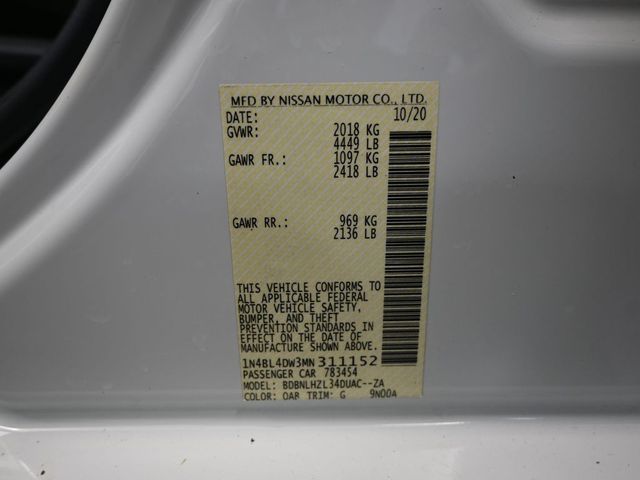 MFD BY NISSAN MOTOR CO., LTD.
DATE: 10/20
GVWR: 2018 KG
4449 LB
GAWR FR.: 1097 KG
2418 LB
GAWR RR.: 969 KG
2136 LB
THIS VEHICLE CONFORMS TO
ALL APPLICABLE FEDERAL
MOTOR VEHICLE SAFETY,
BUMPER, AND THEFT
PREVENTION STANDARDS IN
EFFECT ON THE DATE OF
MANUFACTURE SHOWN ABOVE.
1N4BL4DW3MN311152
PASSENGER CAR 783454
MODEL: BDBNLHZL34DUAC--ZA
COLOR: QAB TRIM: G 9N00A